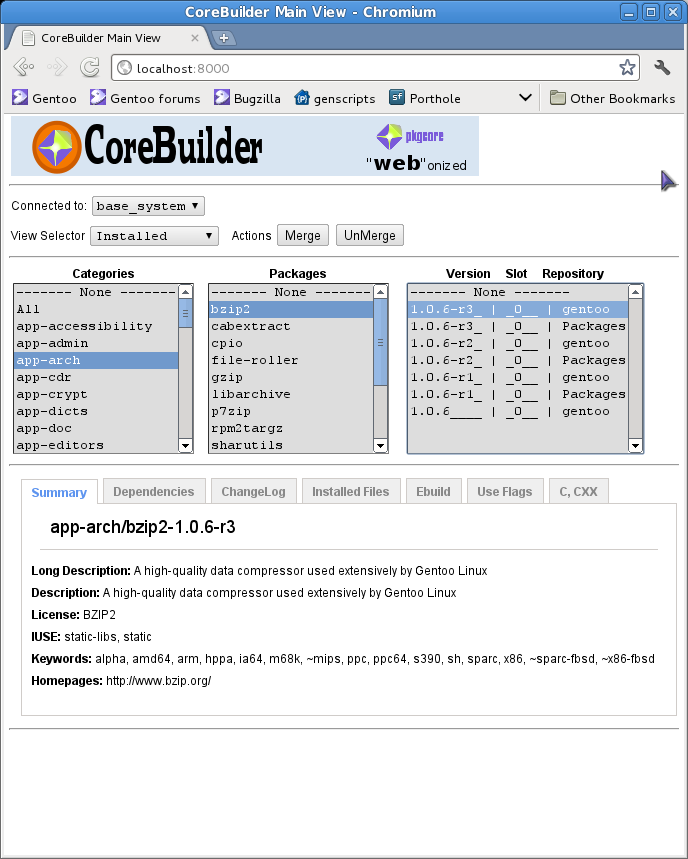 CoreBuilder Main View - Chromium
CoreBuilder Main View
localhost:8000
Gentoo Gentoo forums Bugzilla genscripts sf Porthole Other Bookmarks
CoreBuilder pkgcore
"web"onized
Connected to: base_system
View Selector Installed Actions Merge UnMerge
Categories Packages Version Slot Repository
------- None ------- ------- None ------- ------- None -------
All bzip2 1.0.6-r3_ | _0__ | gentoo
app-accessibility cabextract 1.0.6-r3_ | _0__ | Packages
app-admin cpio 1.0.6-r2_ | _0__ | gentoo
app-arch file-roller 1.0.6-r2_ | _0__ | Packages
app-cdr gzip 1.0.6-r1_ | _0__ | gentoo
app-crypt libarchive 1.0.6-r1_ | _0__ | Packages
app-dicts p7zip 1.0.6____ | _0__ | gentoo
app-doc rpm2targz
app-editors sharutils
Summary Dependencies ChangeLog Installed Files Ebuild Use Flags C, CXX
app-arch/bzip2-1.0.6-r3
Long Description: A high-quality data compressor used extensively by Gentoo Linux
Description: A high-quality data compressor used extensively by Gentoo Linux
License: BZIP2
IUSE: static-libs, static
Keywords: alpha, amd64, arm, hppa, ia64, m68k, ~mips, ppc, ppc64, s390, sh, sparc, x86, ~sparc-fbsd, ~x86-fbsd
Homepages: http://www.bzip.org/